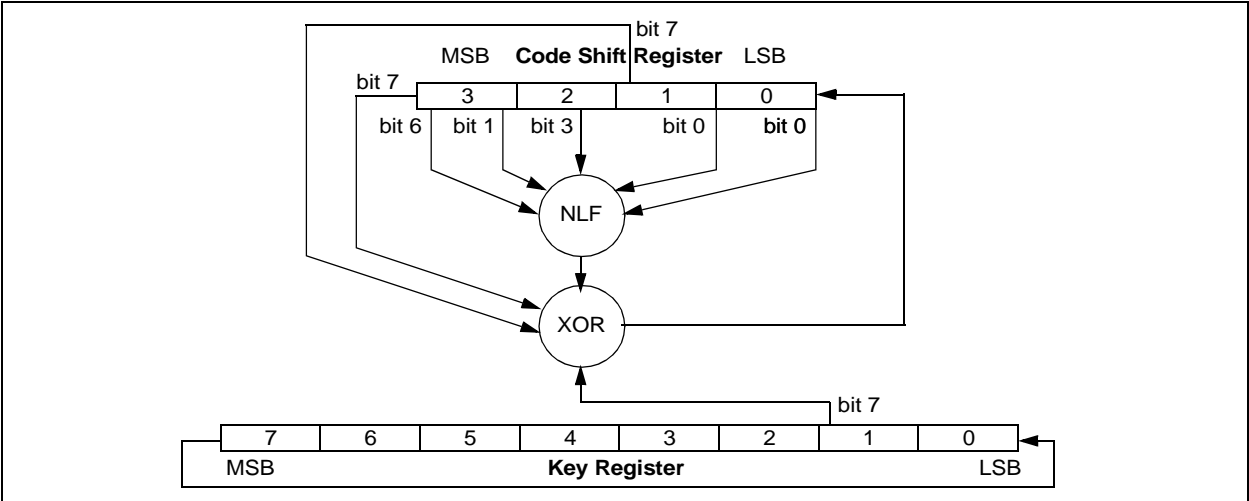 bit 7
MSB Code Shift Register LSB
bit 7
3 2 1 0
bit 6 bit 1 bit 3 bit 0 bit 0
NLF
XOR
bit 7
7 6 5 4 3 2 1 0
MSB Key Register LSB